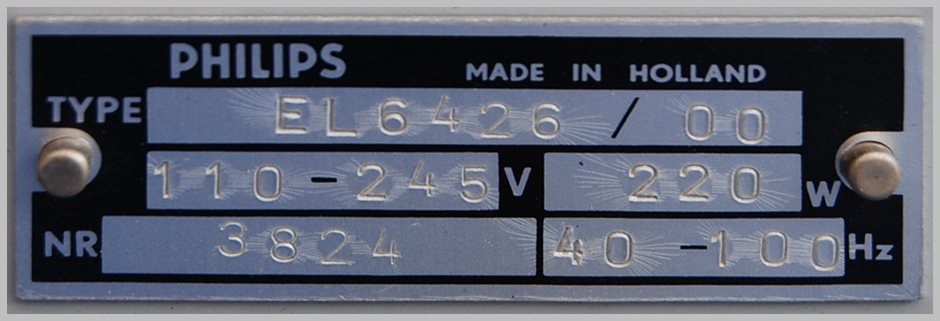 PHILIPS MADE IN HOLLAND
TYPE EL6426/00
110-245 V 220 W
NR 3824 40-100 Hz